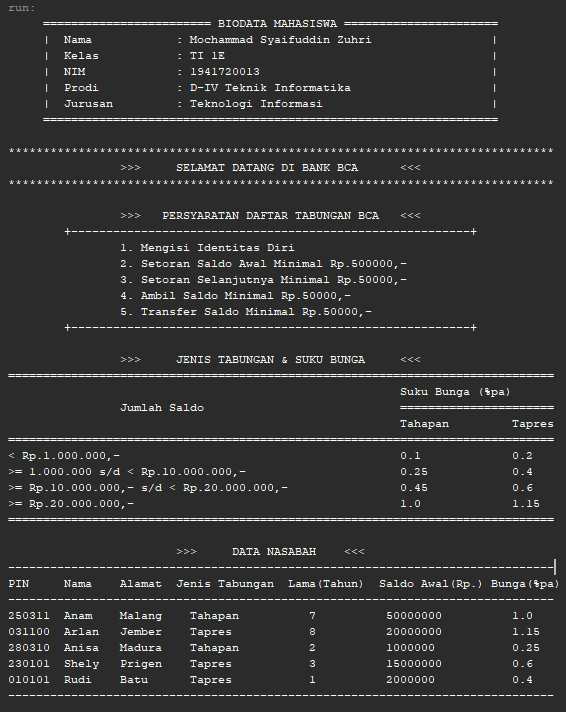 run:
======================== BIODATA MAHASISWA ======================
| Nama : Mochammad Syaifuddin Zuhri |
| Kelas : TI 1E |
| NIM : 1941720013 |
| Prodi : D-IV Teknik Informatika |
| Jurusan : Teknologi Informasi |
=================================================================
******************************************************************************
>>> SELAMAT DATANG DI BANK BCA <<<
******************************************************************************
>>> PERSYARATAN DAFTAR TABUNGAN BCA <<<
+---------------------------------------------------------+
1. Mengisi Identitas Diri
2. Setoran Saldo Awal Minimal Rp.500000,-
3. Setoran Selanjutnya Minimal Rp.50000,-
4. Ambil Saldo Minimal Rp.50000,-
5. Transfer Saldo Minimal Rp.50000,-
+---------------------------------------------------------+
>>> JENIS TABUNGAN & SUKU BUNGA <<<
==============================================================================
Suku Bunga (%pa)
Jumlah Saldo ======================
Tahapan Tapres
==============================================================================
< Rp.1.000.000,- 0.1 0.2
>= 1.000.000 s/d < Rp.10.000.000,- 0.25 0.4
>= Rp.10.000.000,- s/d < Rp.20.000.000,- 0.45 0.6
>= Rp.20.000.000,- 1.0 1.15
==============================================================================
>>> DATA NASABAH <<<
------------------------------------------------------------------------------
PIN Nama Alamat Jenis Tabungan Lama(Tahun) Saldo Awal(Rp.) Bunga(%pa)
------------------------------------------------------------------------------
250311 Anam Malang Tahapan 7 50000000 1.0
031100 Arlan Jember Tapres 8 20000000 1.15
280310 Anisa Madura Tahapan 2 1000000 0.25
230101 Shely Prigen Tapres 3 15000000 0.6
010101 Rudi Batu Tapres 1 2000000 0.4
------------------------------------------------------------------------------